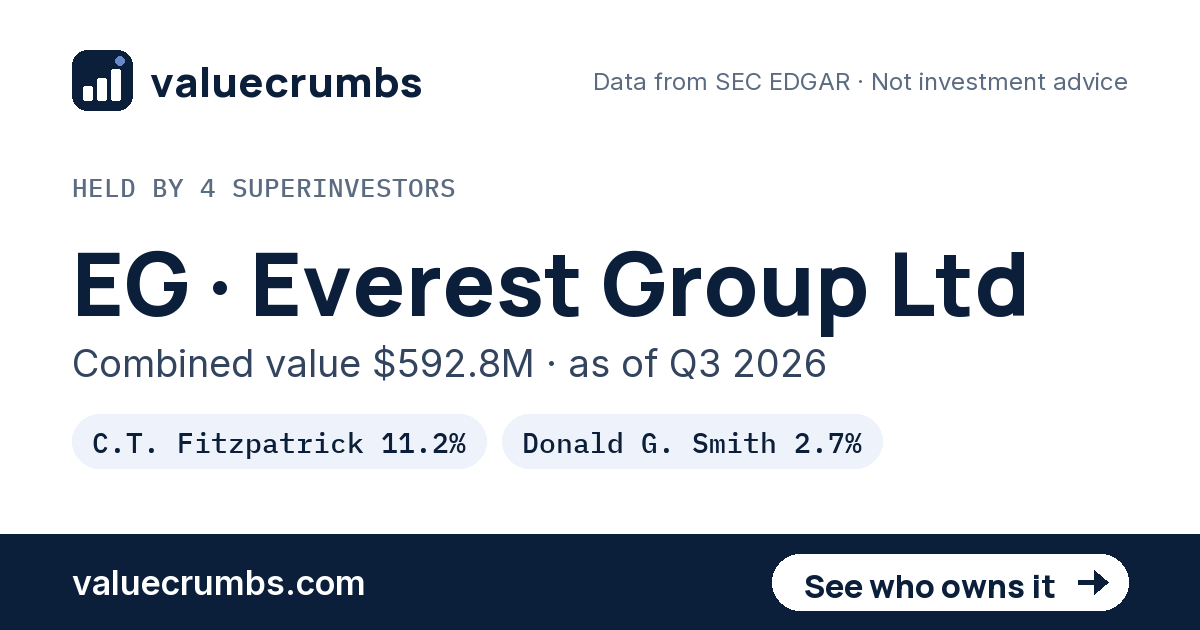 valuecrumbs
Data from SEC EDGAR · Not investment advice
HELD BY 4 SUPERINVESTORS
EG · Everest Group Ltd
Combined value $592.8M · as of Q3 2026
C.T. Fitzpatrick 11.2%
Donald G. Smith 2.7%
valuecrumbs.com
See who owns it →